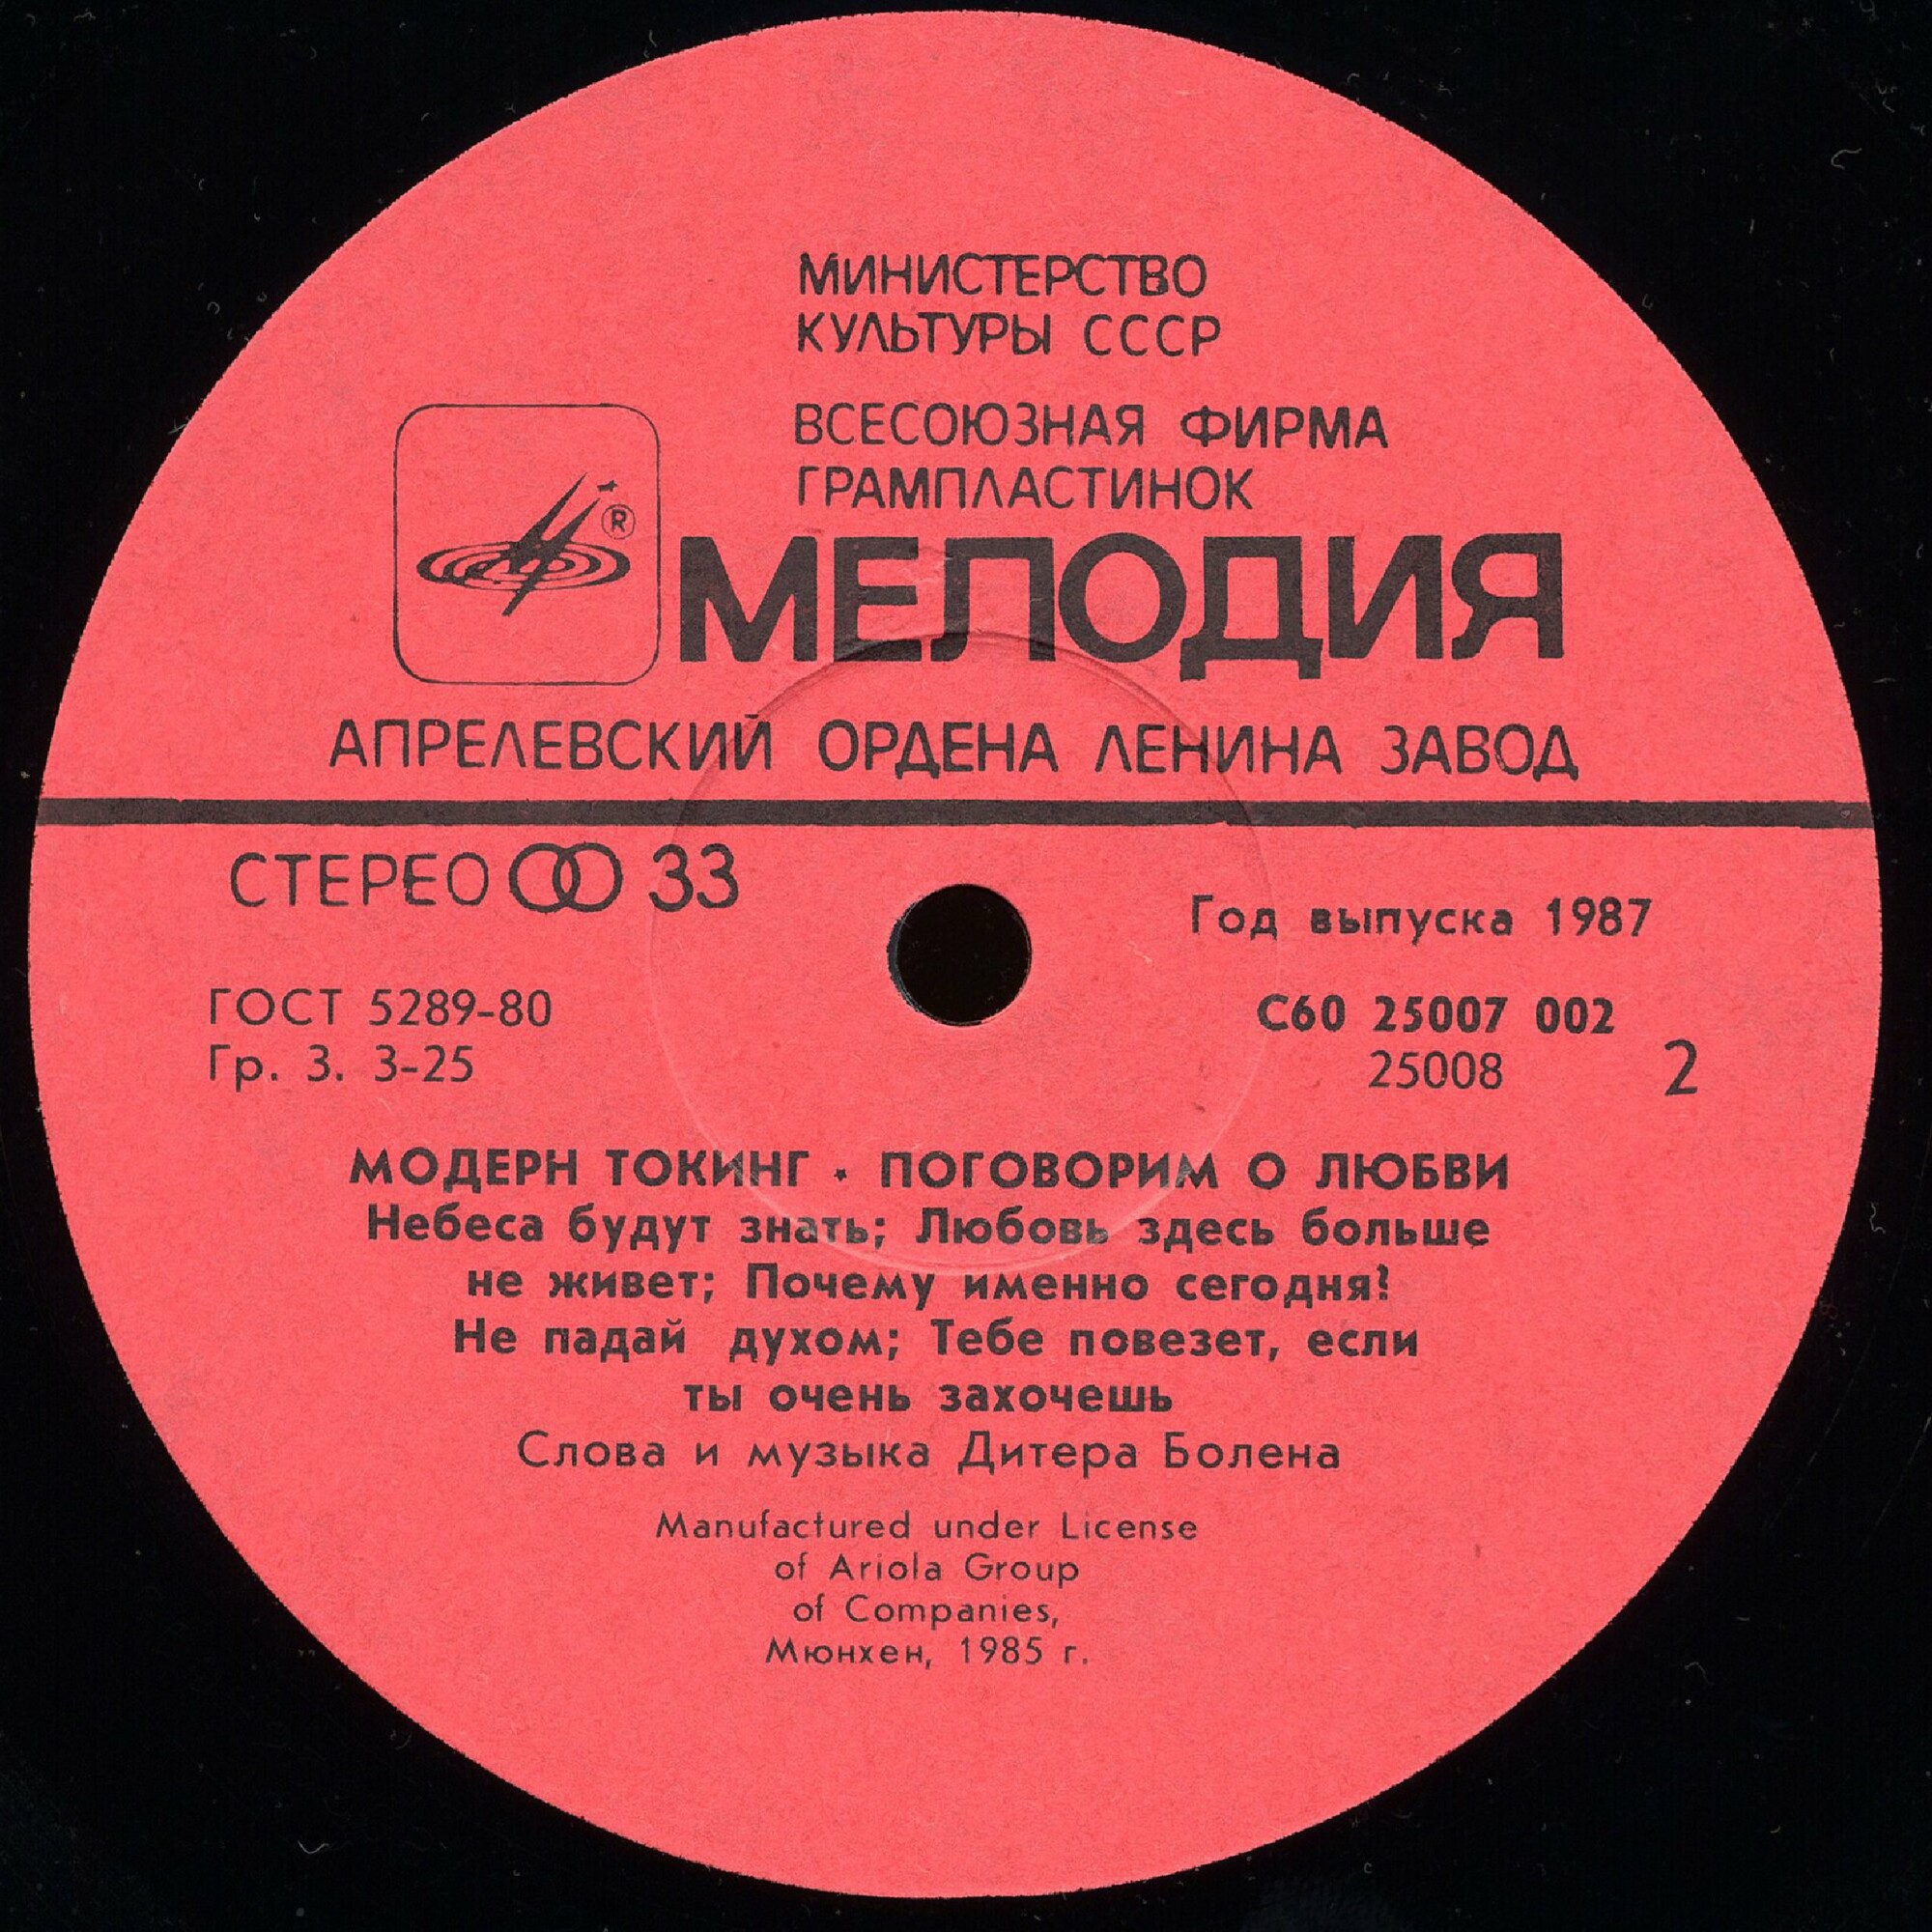 МИНИСТЕРСТВО
КУЛЬТУРЫ СССР
ВСЕСОЮЗНАЯ ФИРМА
ГРАМПЛАСТИНОК
®
МЕЛОДИЯ
АПРЕЛЕВСКИЙ ОРДЕНА ЛЕНИНА ЗАВОД
СТЕРЕО 33
Год выпуска 1987
ГОСТ 5289-80
Гр. 3. 3-25
С60 25007 002
25008
2
МОДЕРН ТОКИНГ · ПОГОВОРИМ О ЛЮБВИ
Небеса будут знать; Любовь здесь больше
не живет; Почему именно сегодня?
Не падай духом; Тебе повезет, если
ты очень захочешь
Слова и музыка Дитера Болена
Manufactured under License
of Ariola Group
of Companies,
Мюнхен, 1985 г.